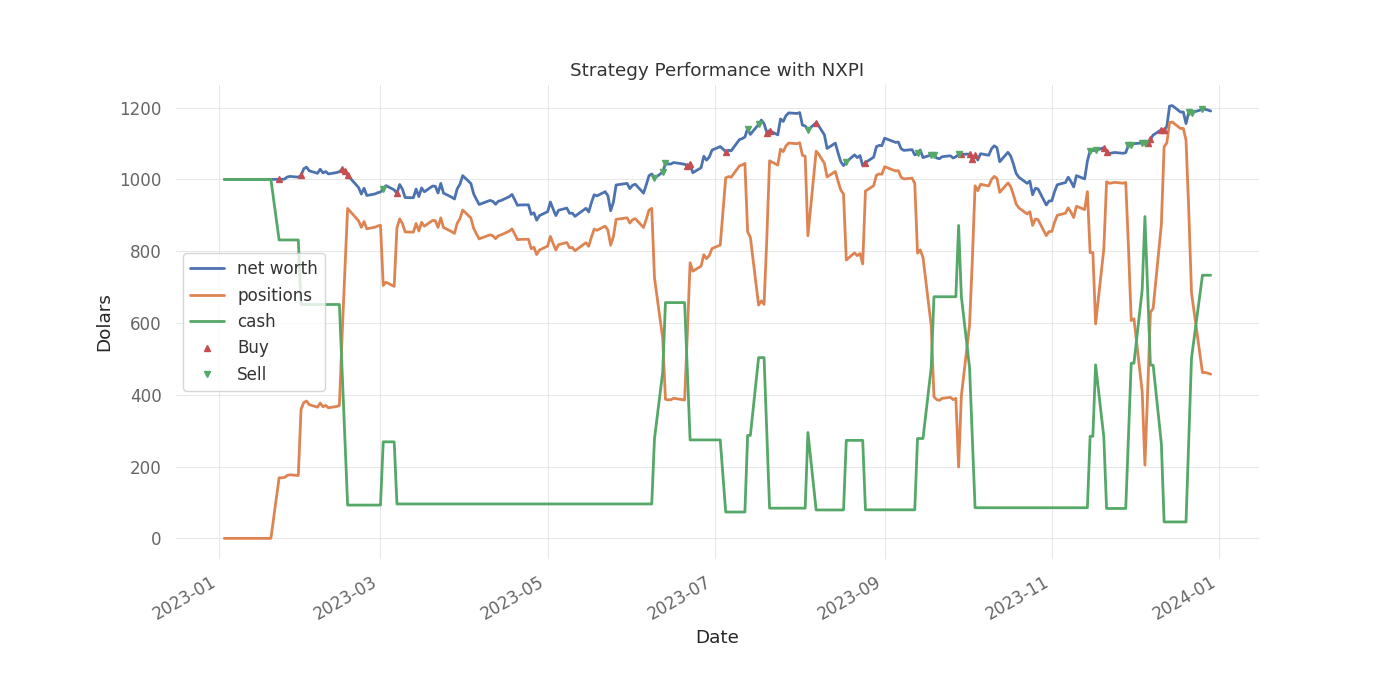 Strategy Performance with NXPI
Dolars
1200
1000
800
600
400
200
0
net worth
positions
cash
Buy
Sell
2023-01
2023-03
2023-05
2023-07
2023-09
2023-11
2024-01
Date